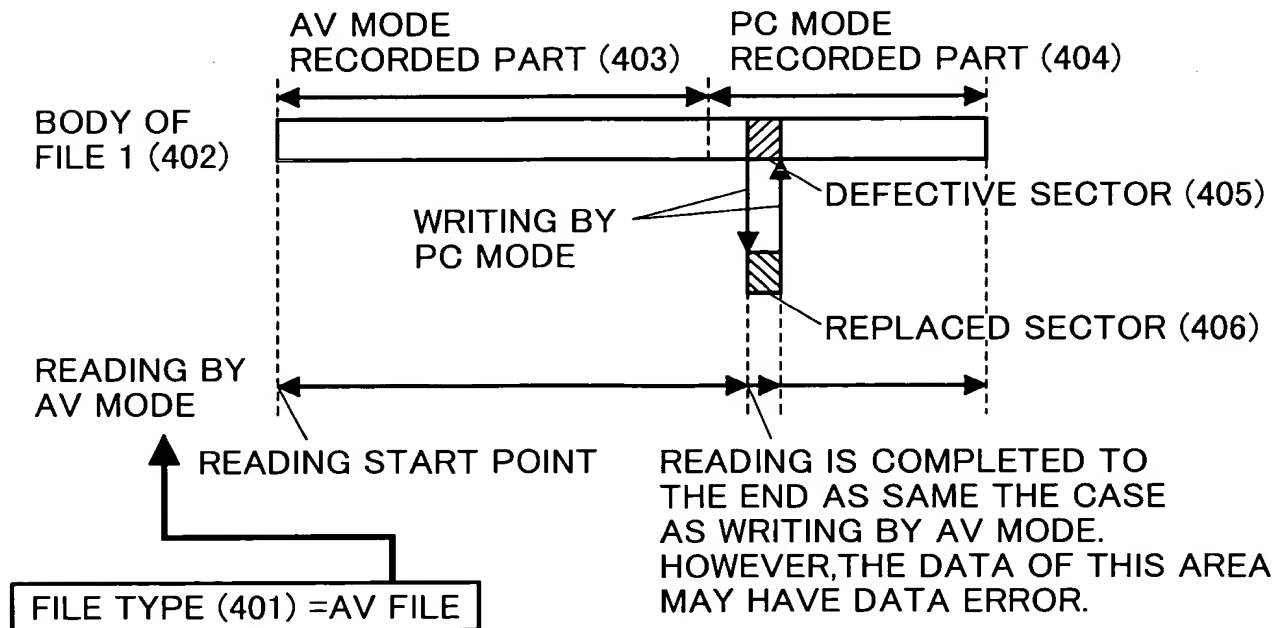 AV MODE
RECORDED PART (403)
PC MODE
RECORDED PART (404)
BODY OF
FILE 1 (402)
DEFECTIVE SECTOR (405)
WRITING BY
PC MODE
REPLACED SECTOR (406)
READING BY
AV MODE
READING START POINT
READING IS COMPLETED TO
THE END AS SAME THE CASE
AS WRITING BY AV MODE.
HOWEVER,THE DATA OF THIS AREA
MAY HAVE DATA ERROR.
FILE TYPE (401) =AV FILE